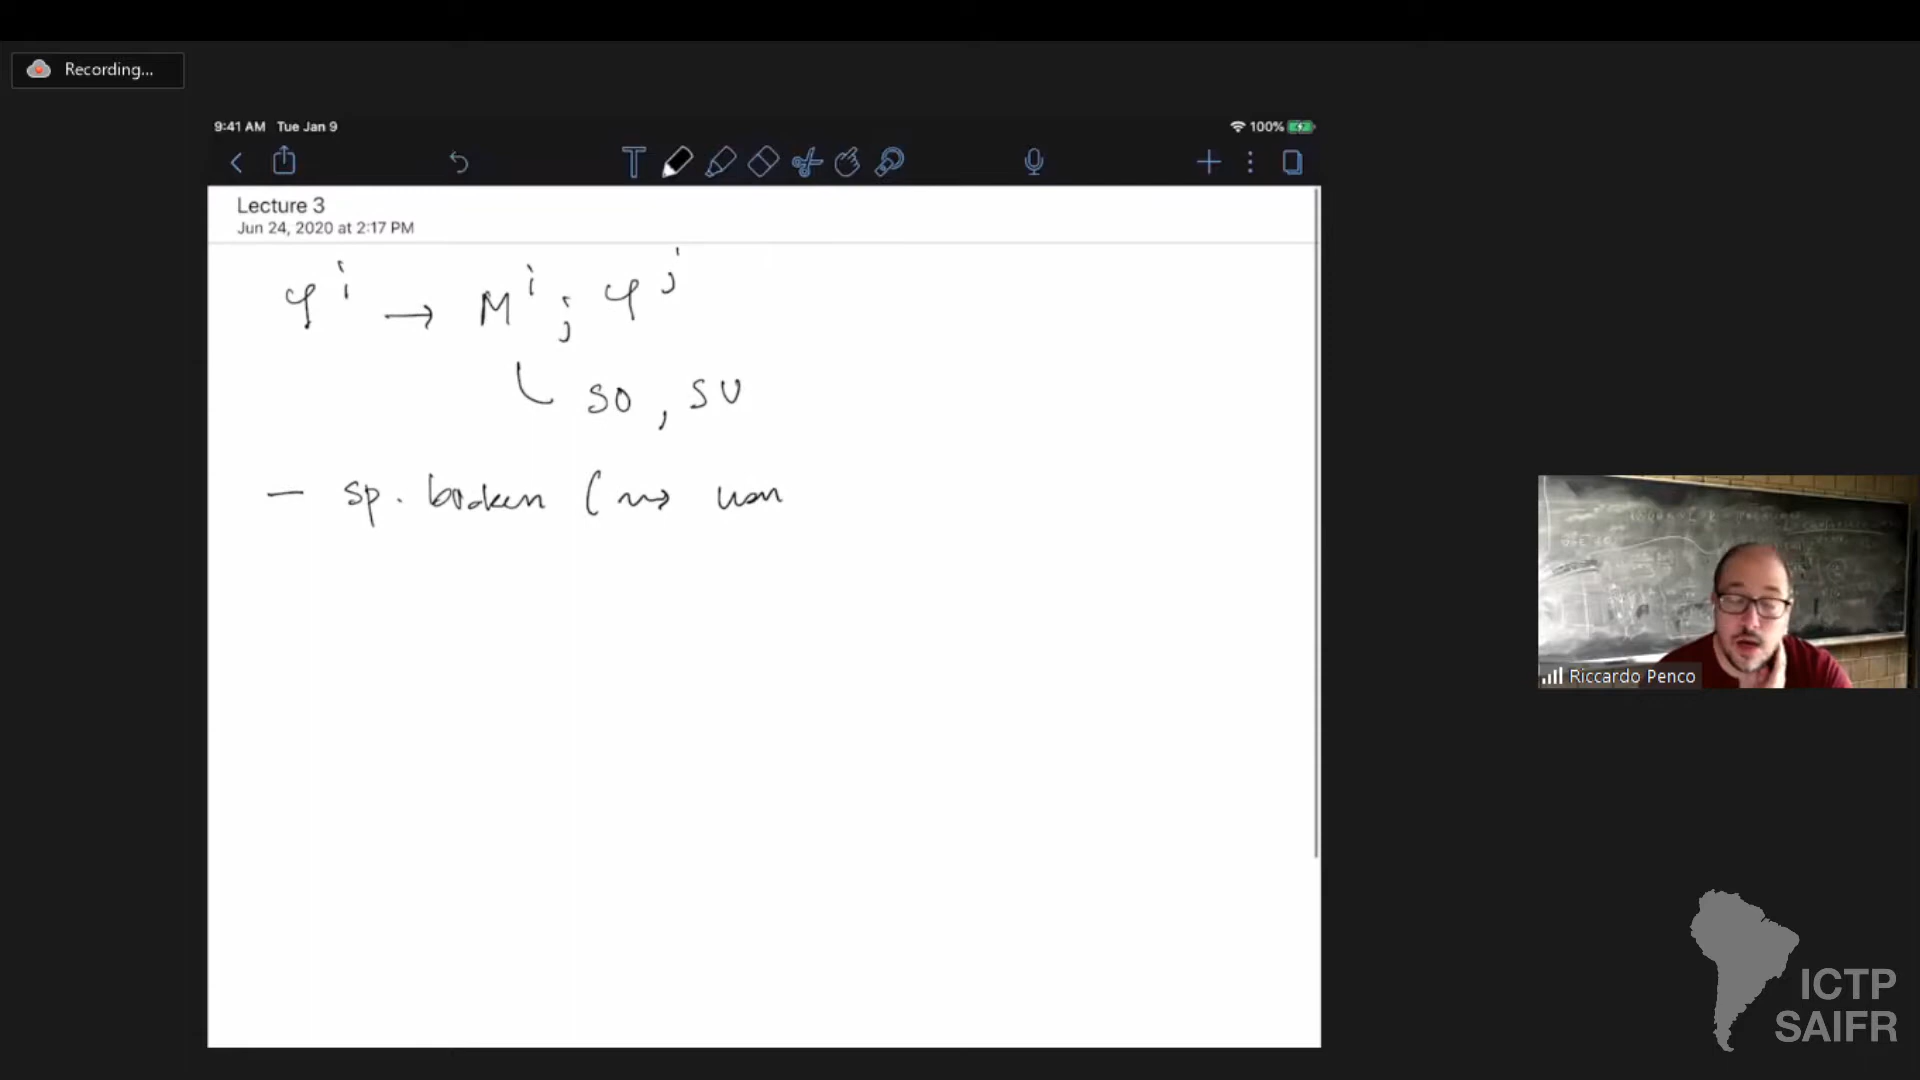 Recording...
9:41 AM Tue Jan 9
100%
Lecture 3
Jun 24, 2020 at 2:17 PM
φ^i → M^i_j φ^j
SO, SU
— sp. broken (⇝ non
Riccardo Penco
ICTP
SAIFR